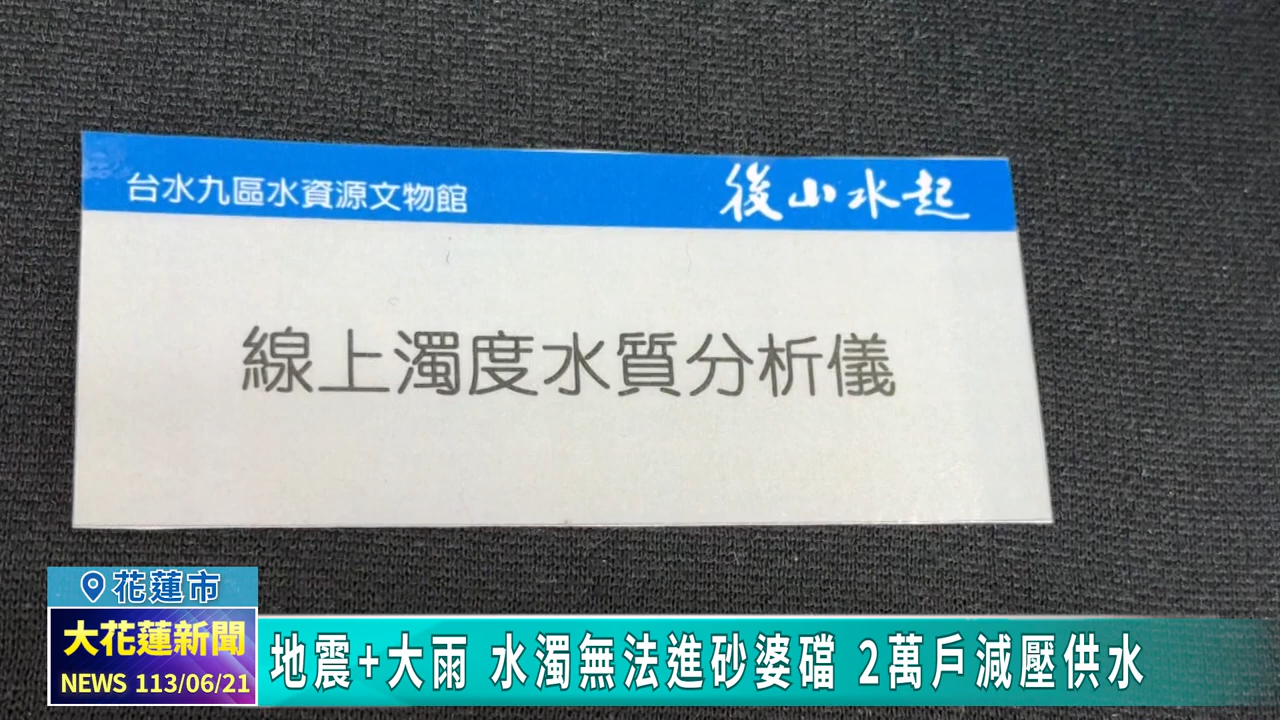 台水九區水資源文物館
後山水起
線上濁度水質分析儀
花蓮市
大花蓮新聞
NEWS 113/06/21
地震+大雨 水濁無法進砂婆礑 2萬戶減壓供水